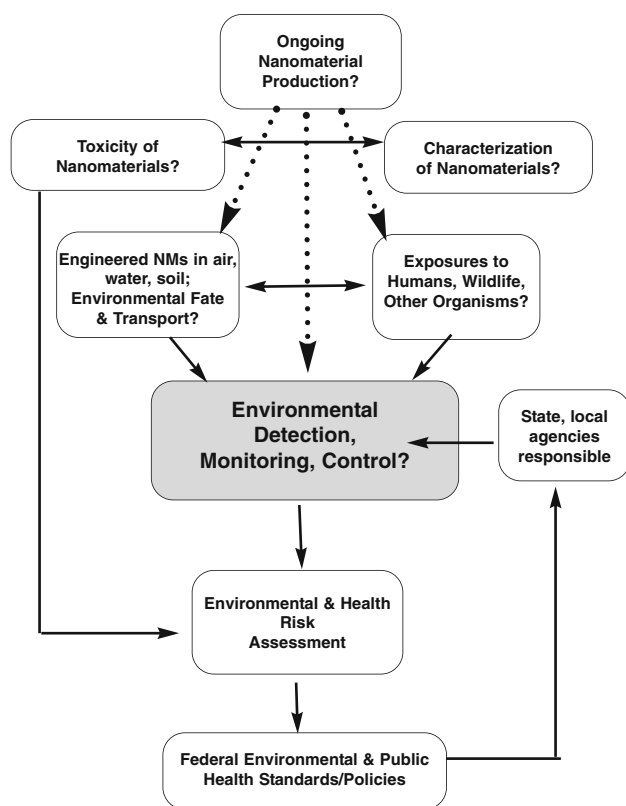 Ongoing
Nanomaterial
Production?
Toxicity of
Nanomaterials?
Characterization
of Nanomaterials?
Engineered NMs in air,
water, soil;
Environmental Fate
& Transport?
Exposures to
Humans, Wildlife,
Other Organisms?
Environmental
Detection,
Monitoring, Control?
State, local
agencies
responsible
Environmental & Health
Risk
Assessment
Federal Environmental & Public
Health Standards/Policies